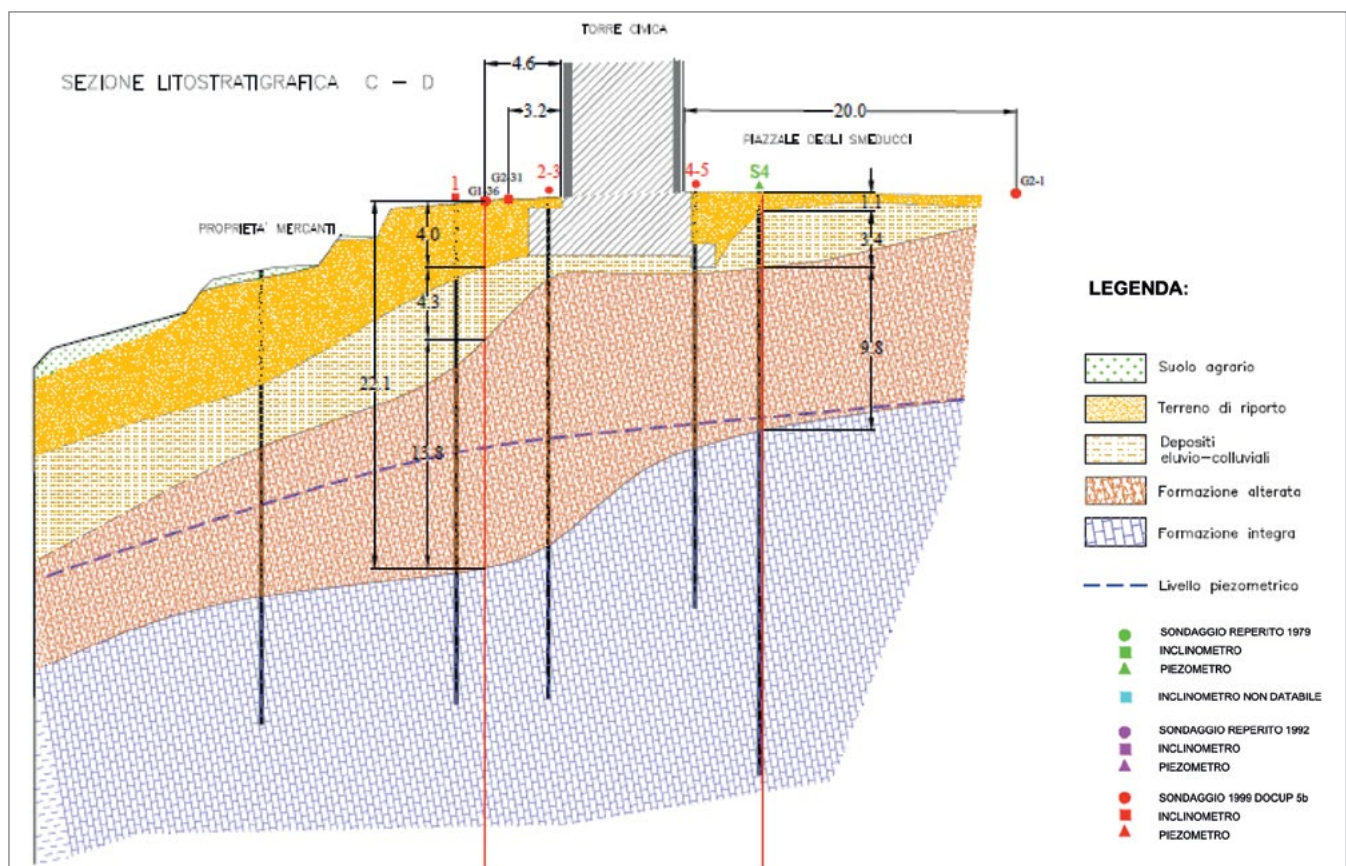 TORRE CIVICA
SEZIONE LITOSTRATIGRAFICA C – D
4.6
3.2
20.0
PIAZZALE DEGLI SMEDUCCI
1
G1-36
G2-31
2-3
4-5
S4
G2-1
1.1
PROPRIETA' MERCANTI
4.0
3.4
4.3
9.8
22.1
13.8
LEGENDA:
Suolo agrario
Terreno di riporto
Depositi
eluvio-colluviali
Formazione alterata
Formazione integra
Livello piezometrico
SONDAGGIO REPERITO 1979
INCLINOMETRO
PIEZOMETRO
INCLINOMETRO NON DATABILE
SONDAGGIO REPERITO 1992
INCLINOMETRO
PIEZOMETRO
SONDAGGIO 1999 DOCUP 5b
INCLINOMETRO
PIEZOMETRO